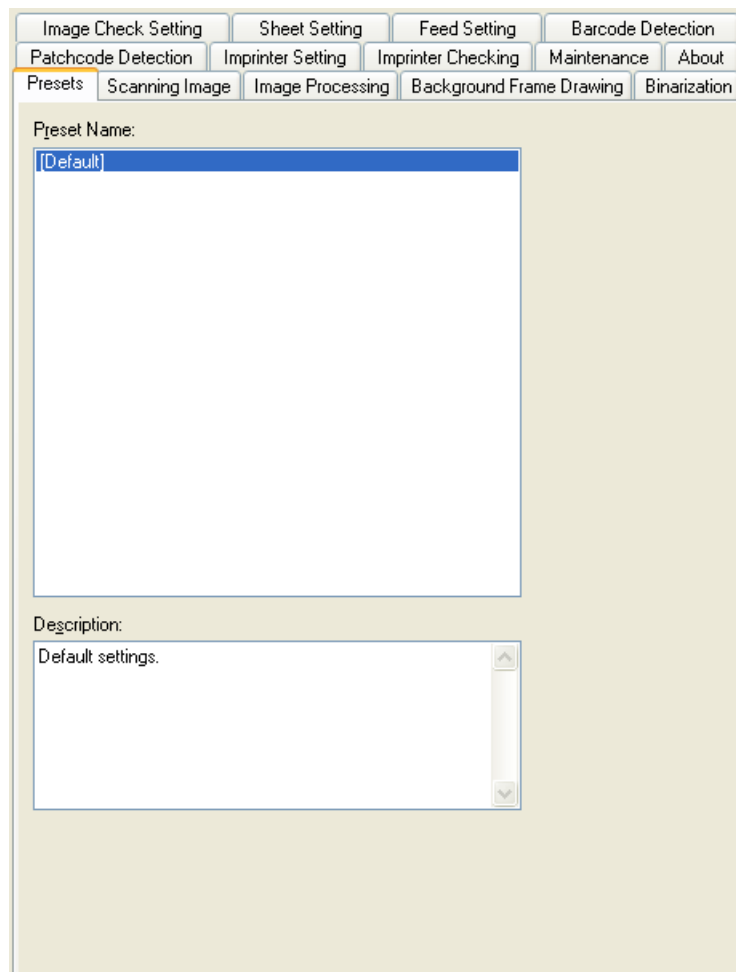 Image Check Setting Sheet Setting Feed Setting Barcode Detection
Patchcode Detection Imprinter Setting Imprinter Checking Maintenance About
Presets Scanning Image Image Processing Background Frame Drawing Binarization
Preset Name:
[Default]
Description:
Default settings.